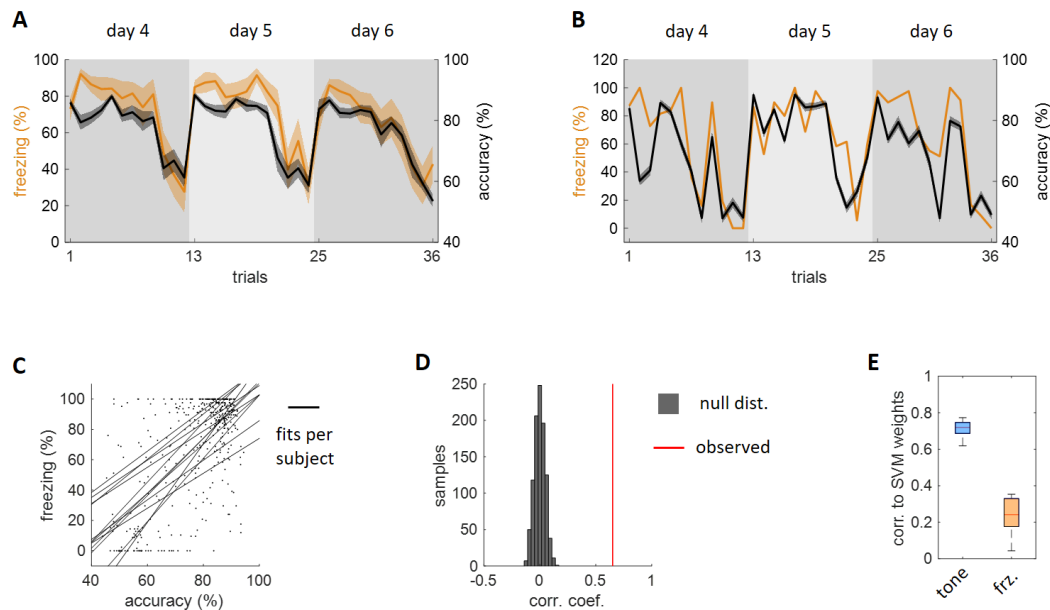 A
day 4
day 5
day 6
100
80
60
40
20
0
freezing (%)
100
80
60
40
accuracy (%)
1
13
25
36
trials
B
day 4
day 5
day 6
120
100
80
60
40
20
0
freezing (%)
100
80
60
40
accuracy (%)
1
13
25
36
trials
C
100
80
60
40
20
0
freezing (%)
40
60
80
100
accuracy (%)
fits per
subject
D
250
200
150
100
50
0
samples
-0.5
0
0.5
1
corr. coef.
null dist.
observed
E
1
0.8
0.6
0.4
0.2
0
corr. to SVM weights
tone
frz.